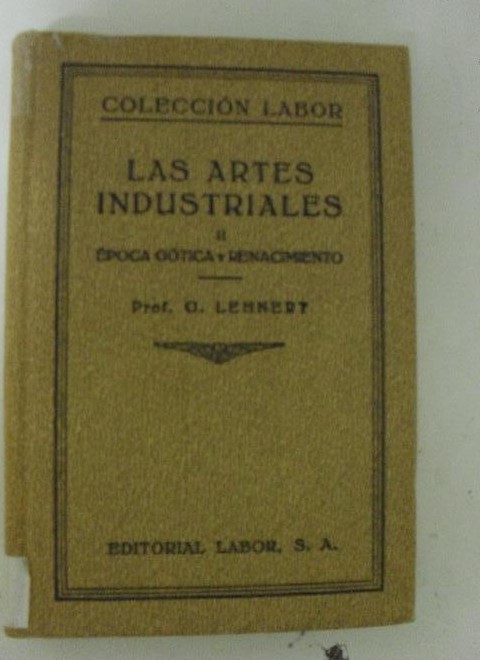 COLECCIÓN LABOR
LAS ARTES
INDUSTRIALES
II
ÉPOCA GÓTICA Y RENACIMIENTO
Prof. G. LEHNERT
EDITORIAL LABOR, S. A.